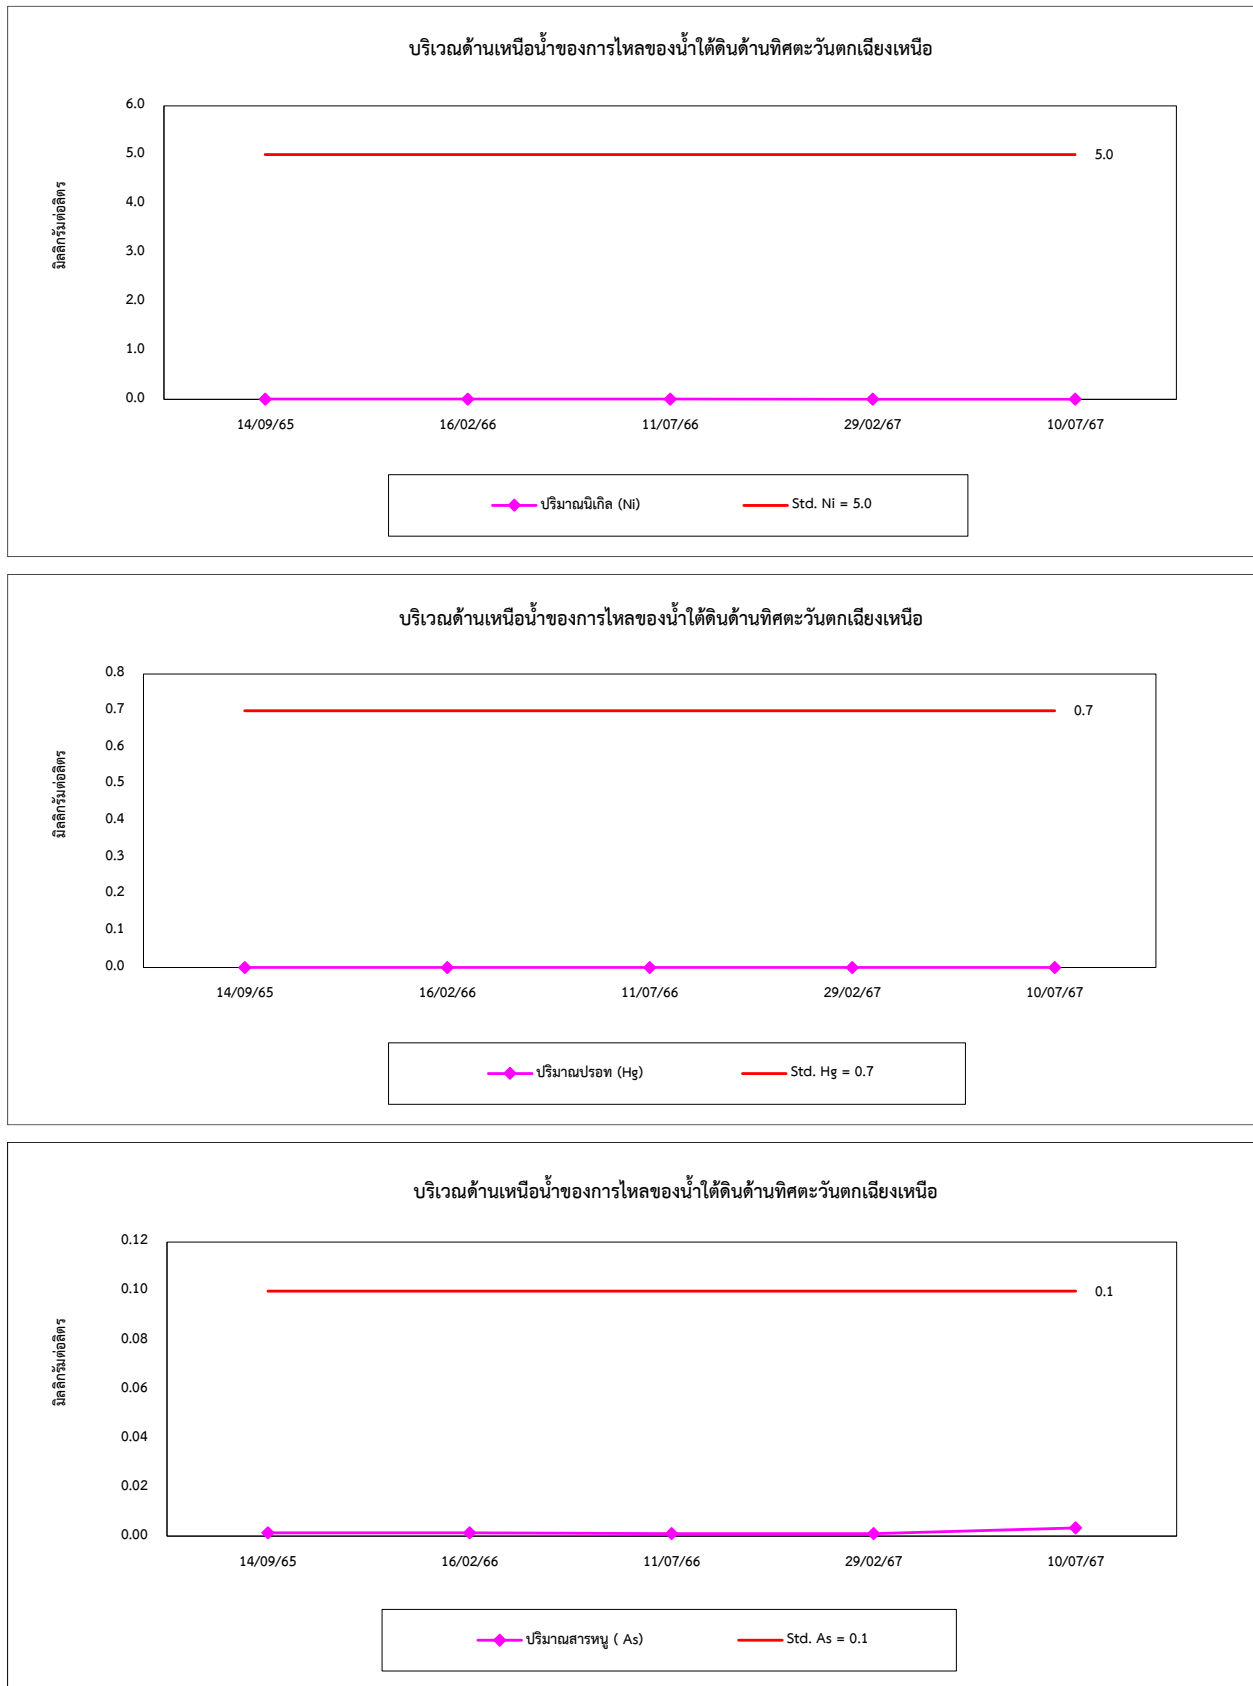 บริเวณด้านเหนือน้ำของการไหลของน้ำใต้ดินด้านทิศตะวันตกเฉียงเหนือ
6.0
5.0
4.0
3.0
2.0
1.0
0.0
มิลลิกรัมต่อลิตร
5.0
14/09/65 16/02/66 11/07/66 29/02/67 10/07/67
ปริมาณนิเกิล (Ni) Std. Ni = 5.0
บริเวณด้านเหนือน้ำของการไหลของน้ำใต้ดินด้านทิศตะวันตกเฉียงเหนือ
0.8
0.7
0.6
0.5
0.4
0.3
0.2
0.1
0.0
มิลลิกรัมต่อลิตร
0.7
14/09/65 16/02/66 11/07/66 29/02/67 10/07/67
ปริมาณปรอท (Hg) Std. Hg = 0.7
บริเวณด้านเหนือน้ำของการไหลของน้ำใต้ดินด้านทิศตะวันตกเฉียงเหนือ
0.12
0.10
0.08
0.06
0.04
0.02
0.00
มิลลิกรัมต่อลิตร
0.1
14/09/65 16/02/66 11/07/66 29/02/67 10/07/67
ปริมาณสารหนู ( As) Std. As = 0.1